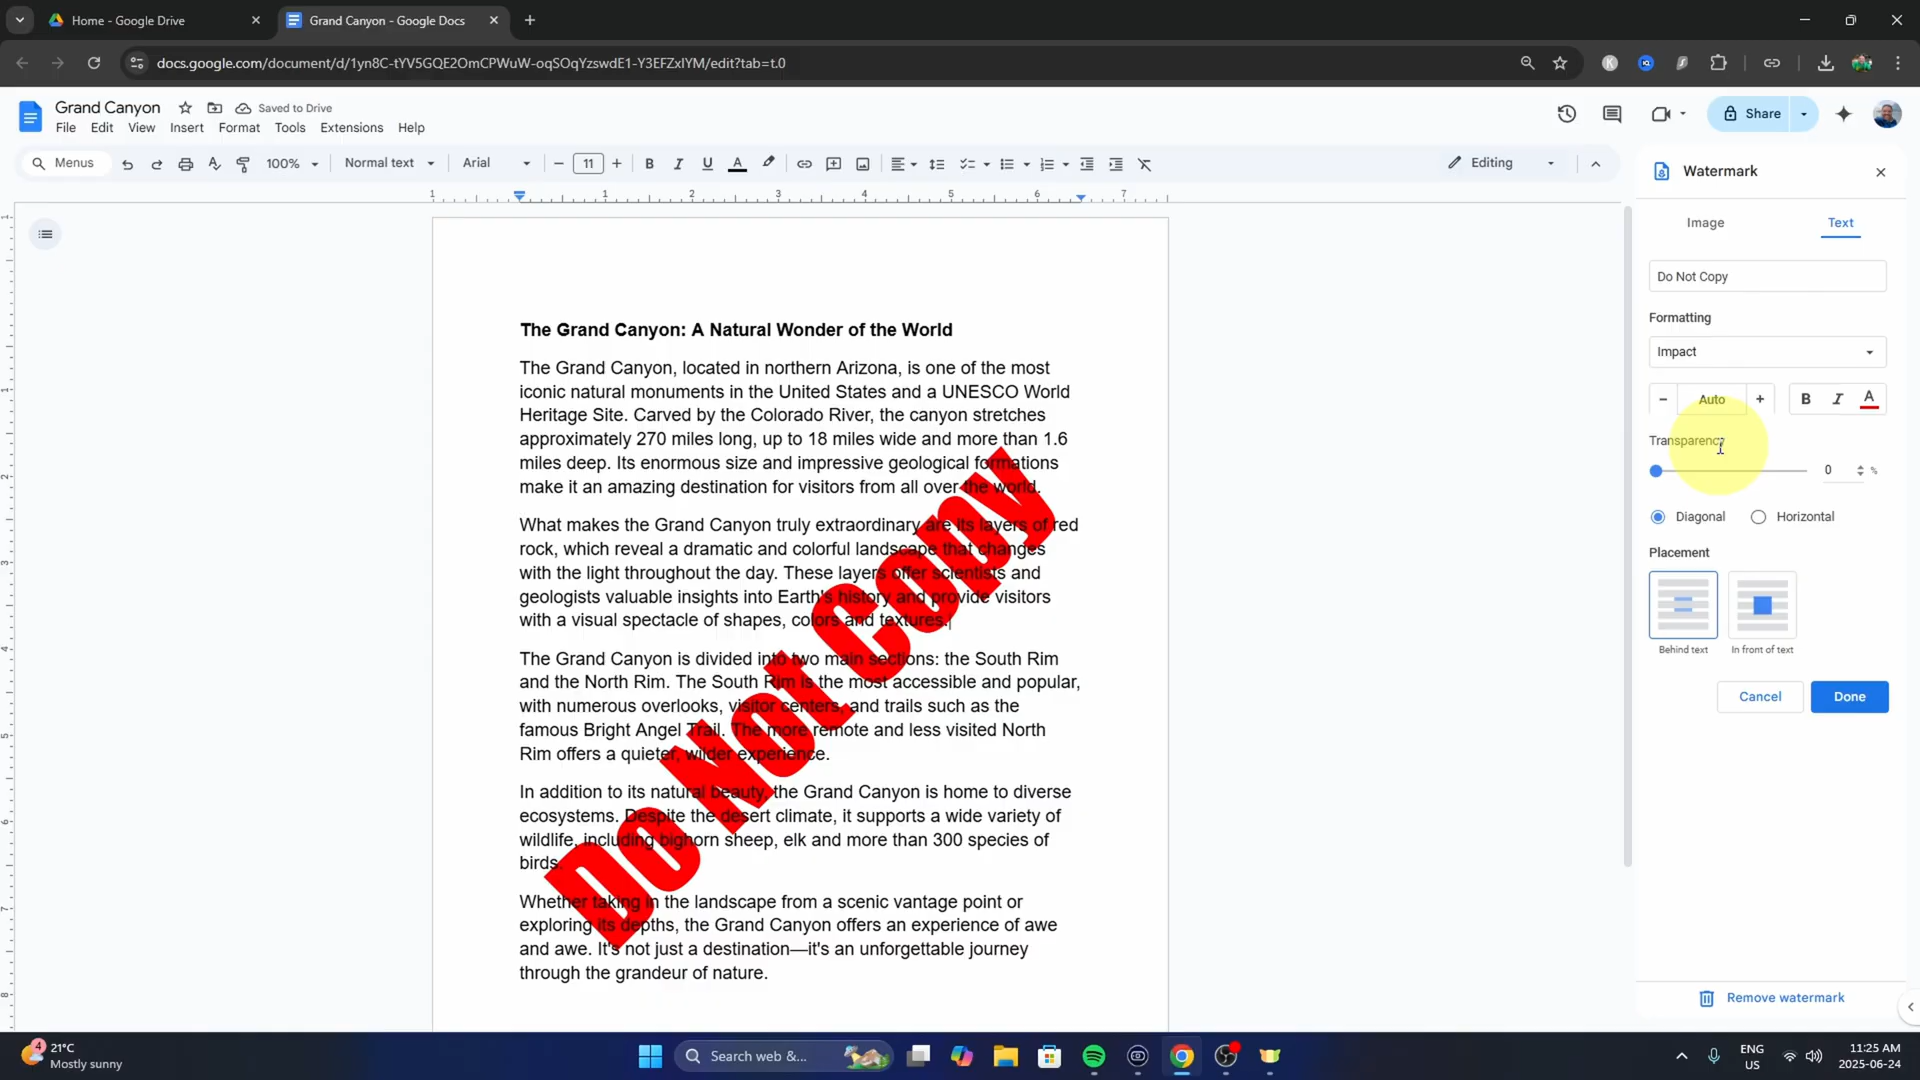 Home - Google Drive
Grand Canyon - Google Docs
docs.google.com/document/d/1yn8C-tYV5GQE2OmCPWuW-oqSOqYzswdE1-Y3EFZxlYM/edit?tab=t.0
Grand Canyon
Saved to Drive
File Edit View Insert Format Tools Extensions Help
Share
Menus
100%
Normal text
Arial
11
Editing
1 1 2 3 4 5 6 7
Watermark
Image
Text
Do Not Copy
Formatting
Impact
Auto
Transparency
0 %
Diagonal
Horizontal
Placement
Behind text
In front of text
Cancel
Done
Remove watermark
The Grand Canyon: A Natural Wonder of the World
The Grand Canyon, located in northern Arizona, is one of the most
iconic natural monuments in the United States and a UNESCO World
Heritage Site. Carved by the Colorado River, the canyon stretches
approximately 270 miles long, up to 18 miles wide and more than 1.6
miles deep. Its enormous size and impressive geological formations
make it an amazing destination for visitors from all over the world.
What makes the Grand Canyon truly extraordinary are its layers of red
rock, which reveal a dramatic and colorful landscape that changes
with the light throughout the day. These layers offer scientists and
geologists valuable insights into Earth's history and provide visitors
with a visual spectacle of shapes, colors and textures.
The Grand Canyon is divided into two main sections: the South Rim
and the North Rim. The South Rim is the most accessible and popular,
with numerous overlooks, visitor centers, and trails such as the
famous Bright Angel Trail. The more remote and less visited North
Rim offers a quieter, wilder experience.
In addition to its natural beauty, the Grand Canyon is home to diverse
ecosystems. Despite the desert climate, it supports a wide variety of
wildlife, including bighorn sheep, elk and more than 300 species of
birds.
Whether taking in the landscape from a scenic vantage point or
exploring its depths, the Grand Canyon offers an experience of awe
and awe. It's not just a destination—it's an unforgettable journey
through the grandeur of nature.
Do Not Copy
4
21°C
Mostly sunny
Search web &...
ENG
US
11:25 AM
2025-06-24